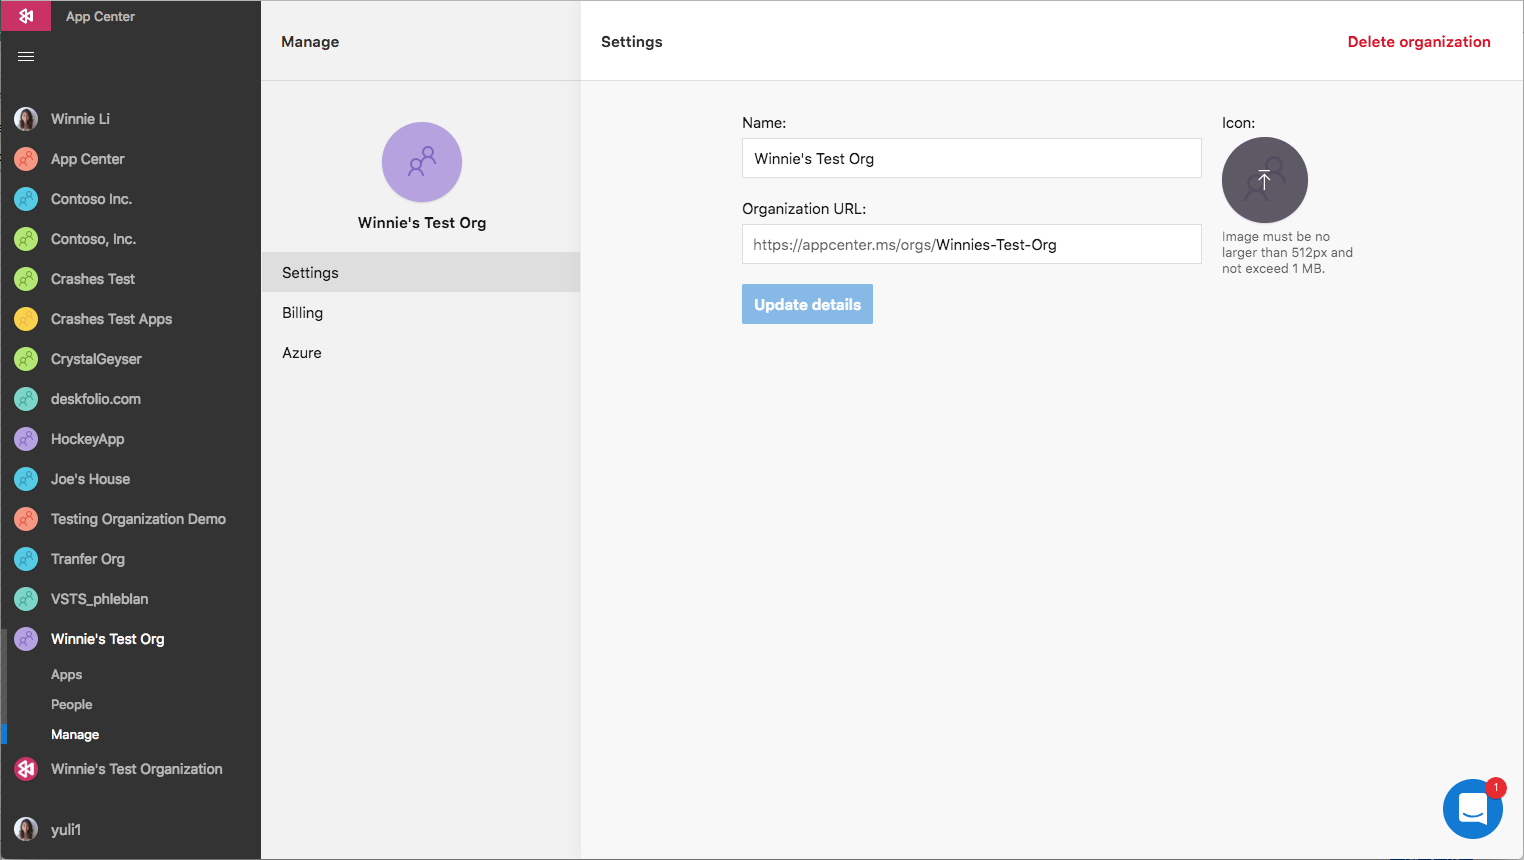 App Center
Winnie Li
App Center
Contoso Inc.
Contoso, Inc.
Crashes Test
Crashes Test Apps
CrystalGeyser
deskfolio.com
HockeyApp
Joe's House
Testing Organization Demo
Tranfer Org
VSTS_phleblan
Winnie's Test Org
Apps
People
Manage
Winnie's Test Organization
yuli1
Manage
Winnie's Test Org
Settings
Billing
Azure
Settings
Delete organization
Name:
Winnie's Test Org
Organization URL:
https://appcenter.ms/orgs/Winnies-Test-Org
Update details
Icon:
Image must be no
larger than 512px and
not exceed 1 MB.
1